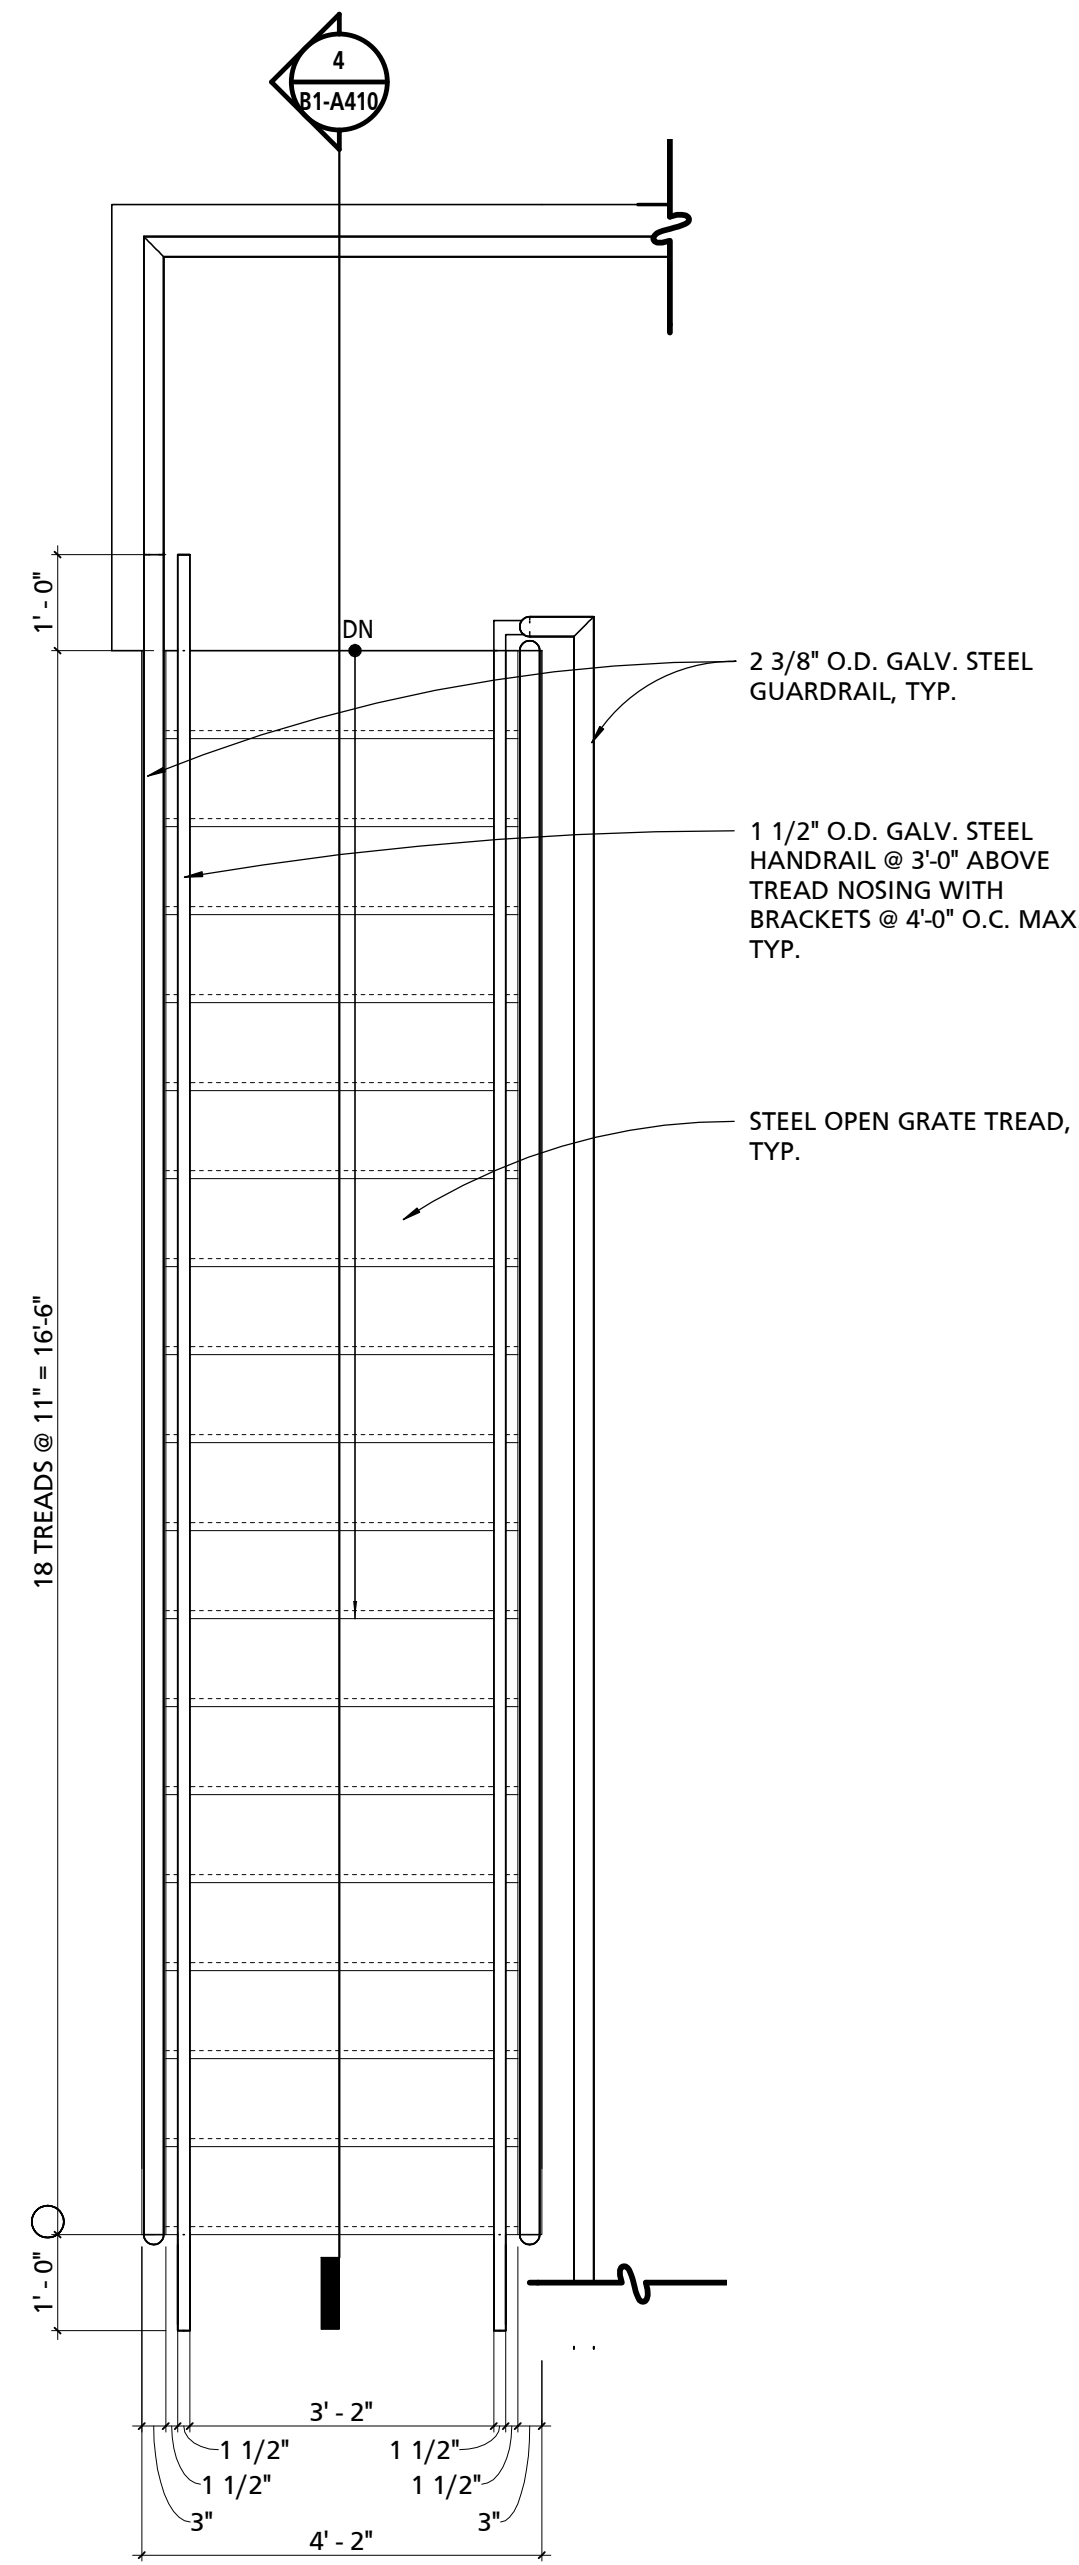 4
B1-A410
1' - 0"
DN
2 3/8" O.D. GALV. STEEL
GUARDRAIL, TYP.
1 1/2" O.D. GALV. STEEL
HANDRAIL @ 3'-0" ABOVE
TREAD NOSING WITH
BRACKETS @ 4'-0" O.C. MAX
TYP.
STEEL OPEN GRATE TREAD,
TYP.
18 TREADS @ 11" = 16'-6"
1' - 0"
3' - 2"
1 1/2" 1 1/2"
1 1/2" 1 1/2"
3" 3"
4' - 2"